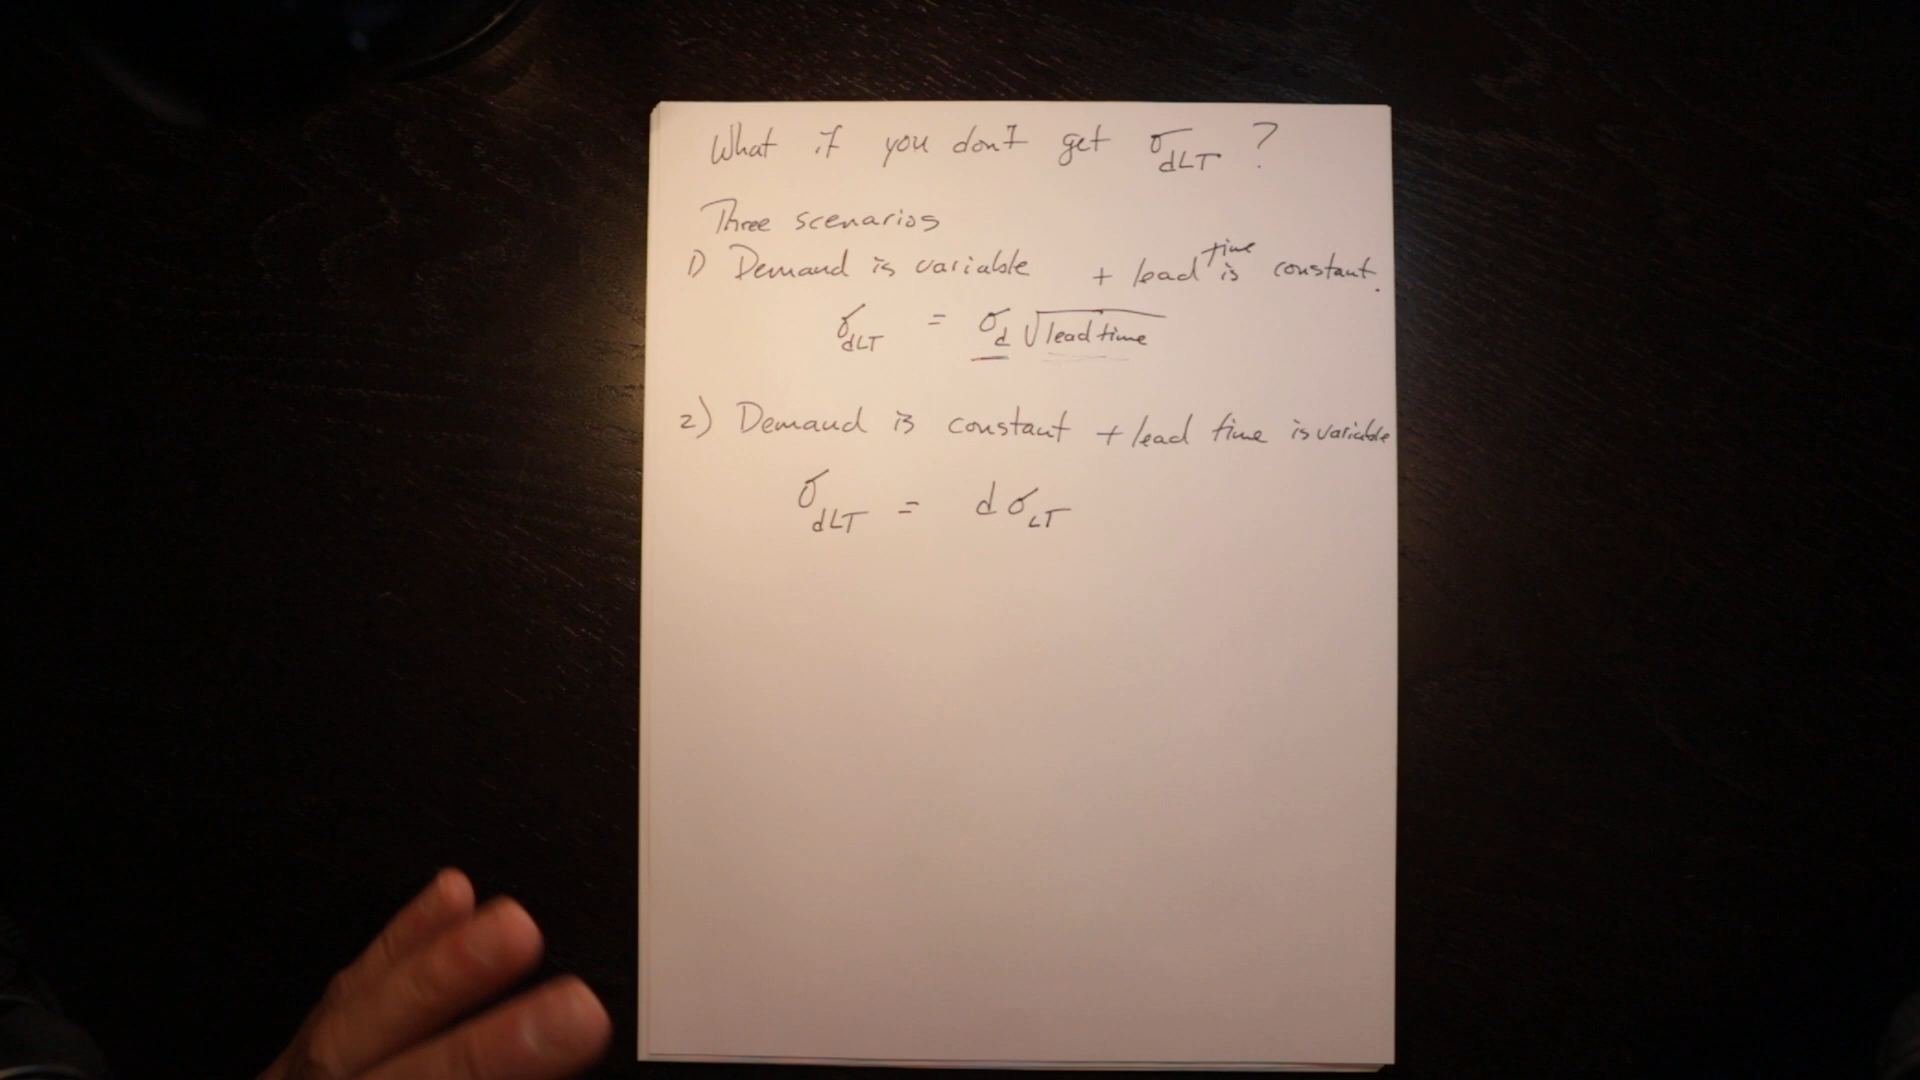 What if you don't get σdLT ?
Three scenarios
1) Demand is variable + lead time is constant.
σdLT = σd √lead time
2) Demand is constant + lead time is variable
σdLT = d σLT